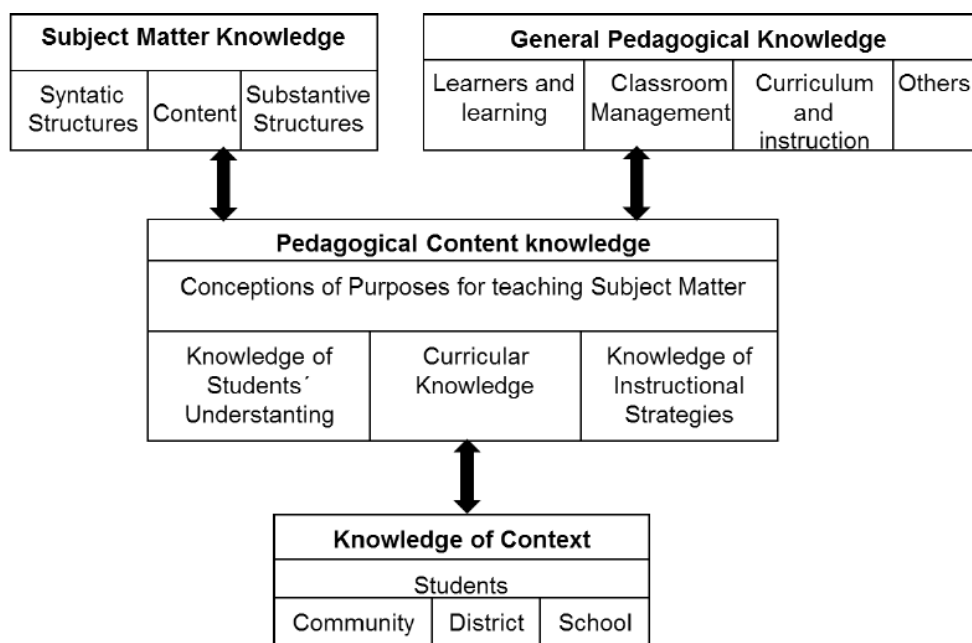 Subject Matter Knowledge
Syntatic
Structures
Content
Substantive
Structures
General Pedagogical Knowledge
Learners and
learning
Classroom
Management
Curriculum
and
instruction
Others
Pedagogical Content knowledge
Conceptions of Purposes for teaching Subject Matter
Knowledge of
Students´
Understanting
Curricular
Knowledge
Knowledge of
Instructional
Strategies
Knowledge of Context
Students
Community
District
School